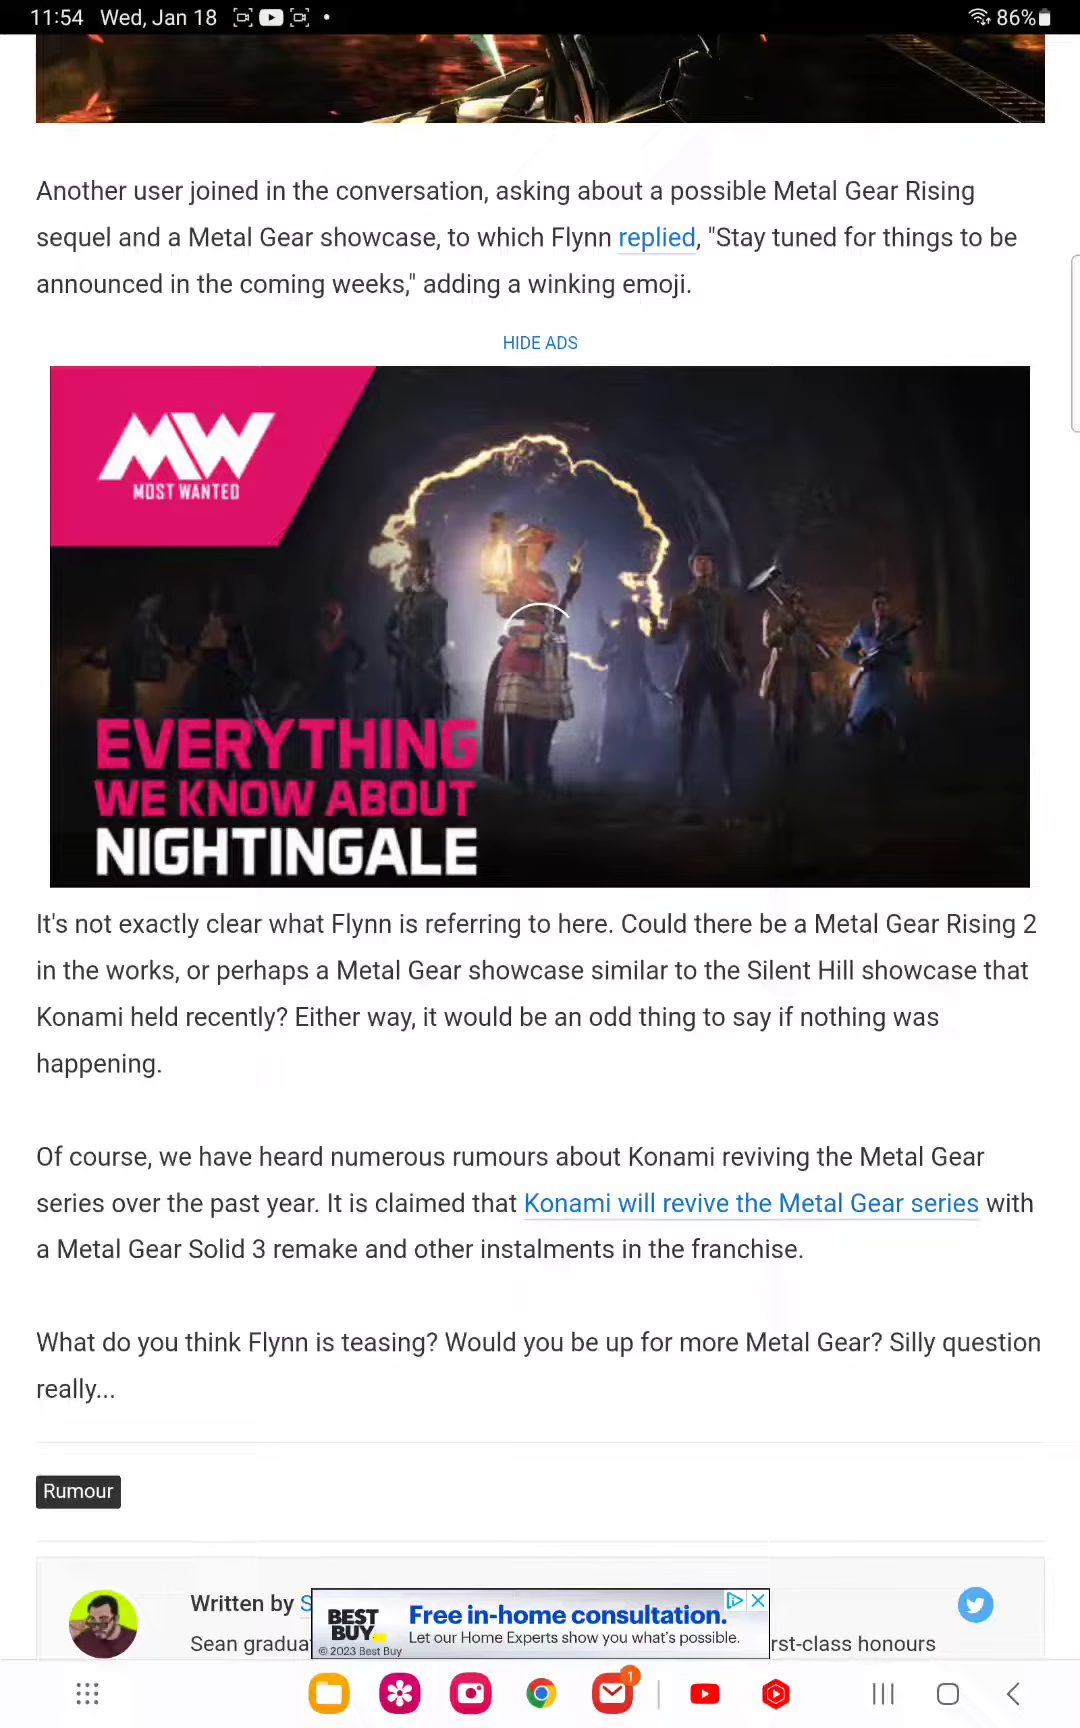 11:54 Wed, Jan 18
86%
Another user joined in the conversation, asking about a possible Metal Gear Rising
sequel and a Metal Gear showcase, to which Flynn replied, "Stay tuned for things to be
announced in the coming weeks," adding a winking emoji.
HIDE ADS
MW
MOST WANTED
EVERYTHING
WE KNOW ABOUT
NIGHTINGALE
It's not exactly clear what Flynn is referring to here. Could there be a Metal Gear Rising 2
in the works, or perhaps a Metal Gear showcase similar to the Silent Hill showcase that
Konami held recently? Either way, it would be an odd thing to say if nothing was
happening.
Of course, we have heard numerous rumours about Konami reviving the Metal Gear
series over the past year. It is claimed that Konami will revive the Metal Gear series with
a Metal Gear Solid 3 remake and other instalments in the franchise.
What do you think Flynn is teasing? Would you be up for more Metal Gear? Silly question
really...
Rumour
Written by S
Sean gradua
rst-class honours
BEST
BUY
© 2023 Best Buy
Free in-home consultation.
Let our Home Experts show you what's possible.
1